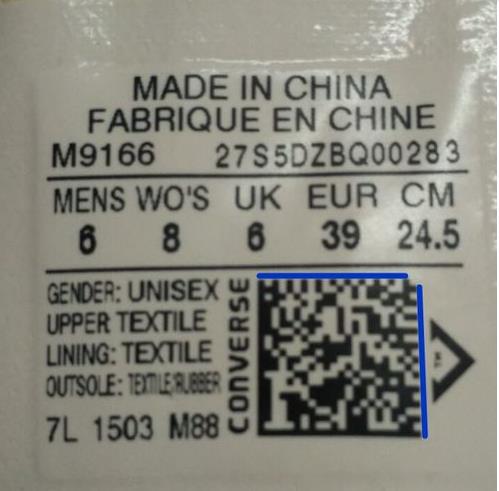 MADE IN CHINA
FABRIQUE EN CHINE
M9166 27S5DZBQ00283
MENS WO'S UK EUR CM
6 8 6 39 24.5
GENDER: UNISEX
UPPER TEXTILE
LINING: TEXTILE
OUTSOLE: TEXTILE/RUBBER
7L 1503 M88
CONVERSE
TM